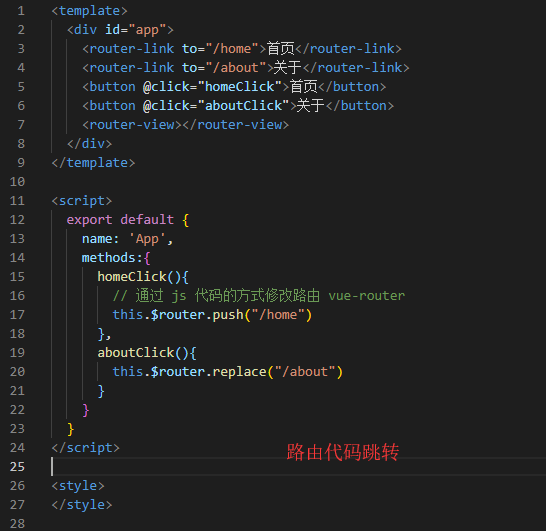 1 <template>
2   <div id="app">
3     <router-link to="/home">首页</router-link>
4     <router-link to="/about">关于</router-link>
5     <button @click="homeClick">首页</button>
6     <button @click="aboutClick">关于</button>
7     <router-view></router-view>
8   </div>
9 </template>
10
11 <script>
12   export default {
13     name: 'App',
14     methods:{
15       homeClick(){
16         // 通过 js 代码的方式修改路由 vue-router
17         this.$router.push("/home")
18       },
19       aboutClick(){
20         this.$router.replace("/about")
21       }
22     }
23   }
24 </script> 路由代码跳转
25
26 <style>
27 </style>
28